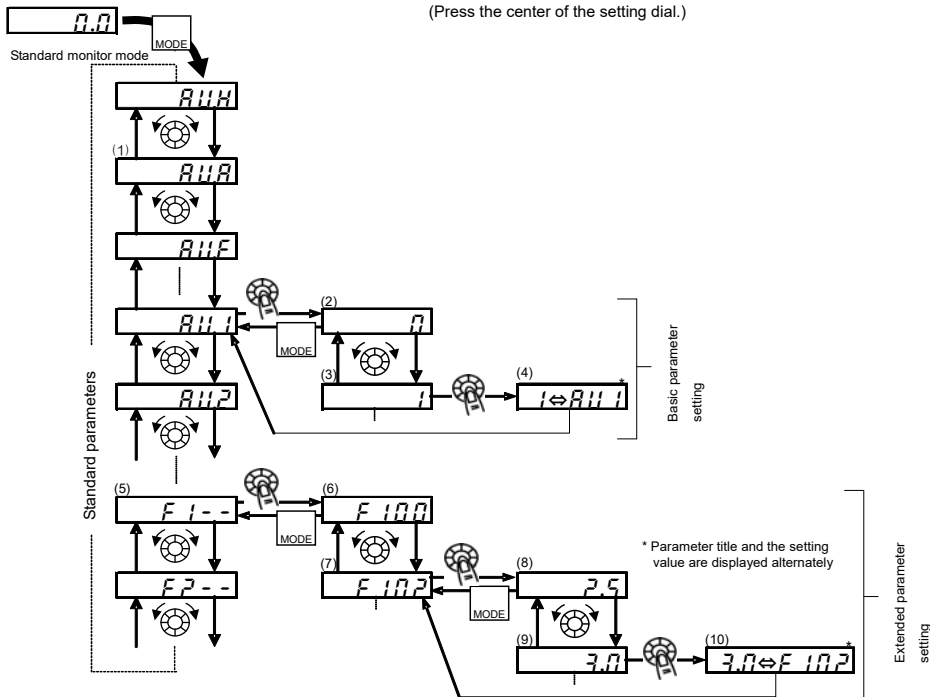 (Press the center of the setting dial.)
0.0
MODE
Standard monitor mode
AUH
(1)
AUA
AUF
AU1
MODE
(2)
0
(3)
1
(4)
1⇔AU1
*
AU2
Basic parameter
setting
Standard parameters
(5)
F1--
MODE
(6)
F100
(7)
F102
MODE
(8)
2.5
(9)
3.0
(10)
3.0⇔F102
*
F2--
* Parameter title and the setting
value are displayed alternately
Extended parameter
setting